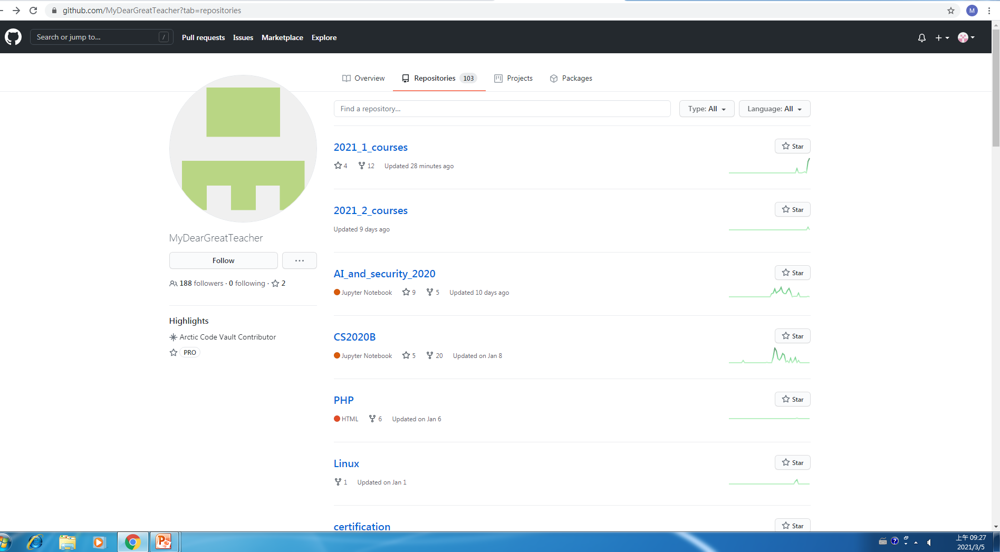 github.com/MyDearGreatTeacher?tab=repositories
M
Search or jump to... /
Pull requests Issues Marketplace Explore
Overview Repositories 103 Projects Packages
Find a repository... Type: All Language: All
2021_1_courses Star
4 12 Updated 28 minutes ago
2021_2_courses Star
Updated 9 days ago
MyDearGreatTeacher
Follow ...
188 followers · 0 following · 2
Highlights
Arctic Code Vault Contributor
PRO
AI_and_security_2020 Star
Jupyter Notebook 9 5 Updated 10 days ago
CS2020B Star
Jupyter Notebook 5 20 Updated on Jan 8
PHP Star
HTML 6 Updated on Jan 6
Linux Star
1 Updated on Jan 1
certification Star
上午 09:27
2021/3/5